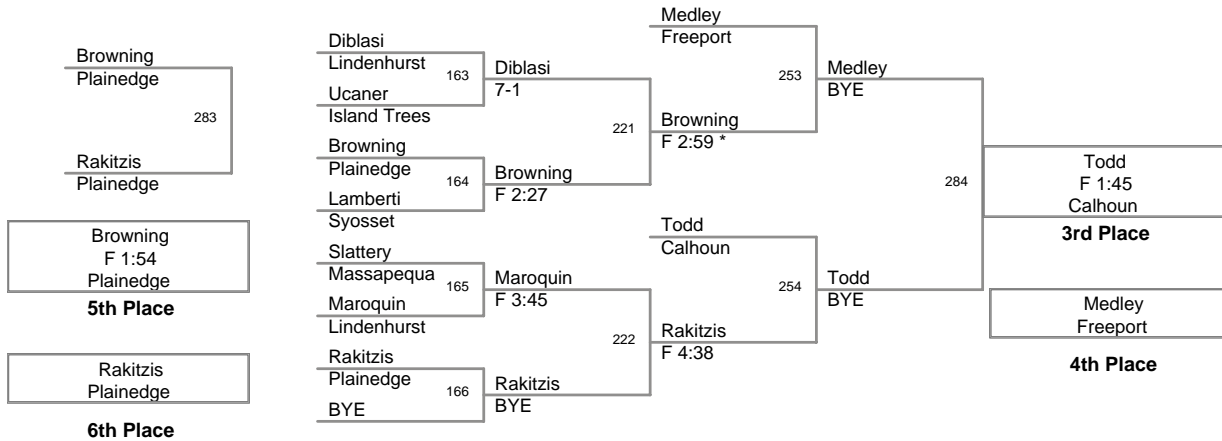 Browning
Plainedge
283
Rakitzis
Plainedge
Browning
F 1:54
Plainedge
5th Place
Rakitzis
Plainedge
6th Place
Diblasi
Lindenhurst
163
Ucaner
Island Trees
Browning
Plainedge
164
Lamberti
Syosset
Slattery
Massapequa
165
Maroquin
Lindenhurst
Rakitzis
Plainedge
166
BYE
Diblasi
7-1
221
Browning
F 2:27
Maroquin
F 3:45
222
Rakitzis
BYE
Medley
Freeport
253
Browning
F 2:59 *
Todd
Calhoun
254
Rakitzis
F 4:38
Medley
BYE
284
Todd
BYE
Todd
F 1:45
Calhoun
3rd Place
Medley
Freeport
4th Place